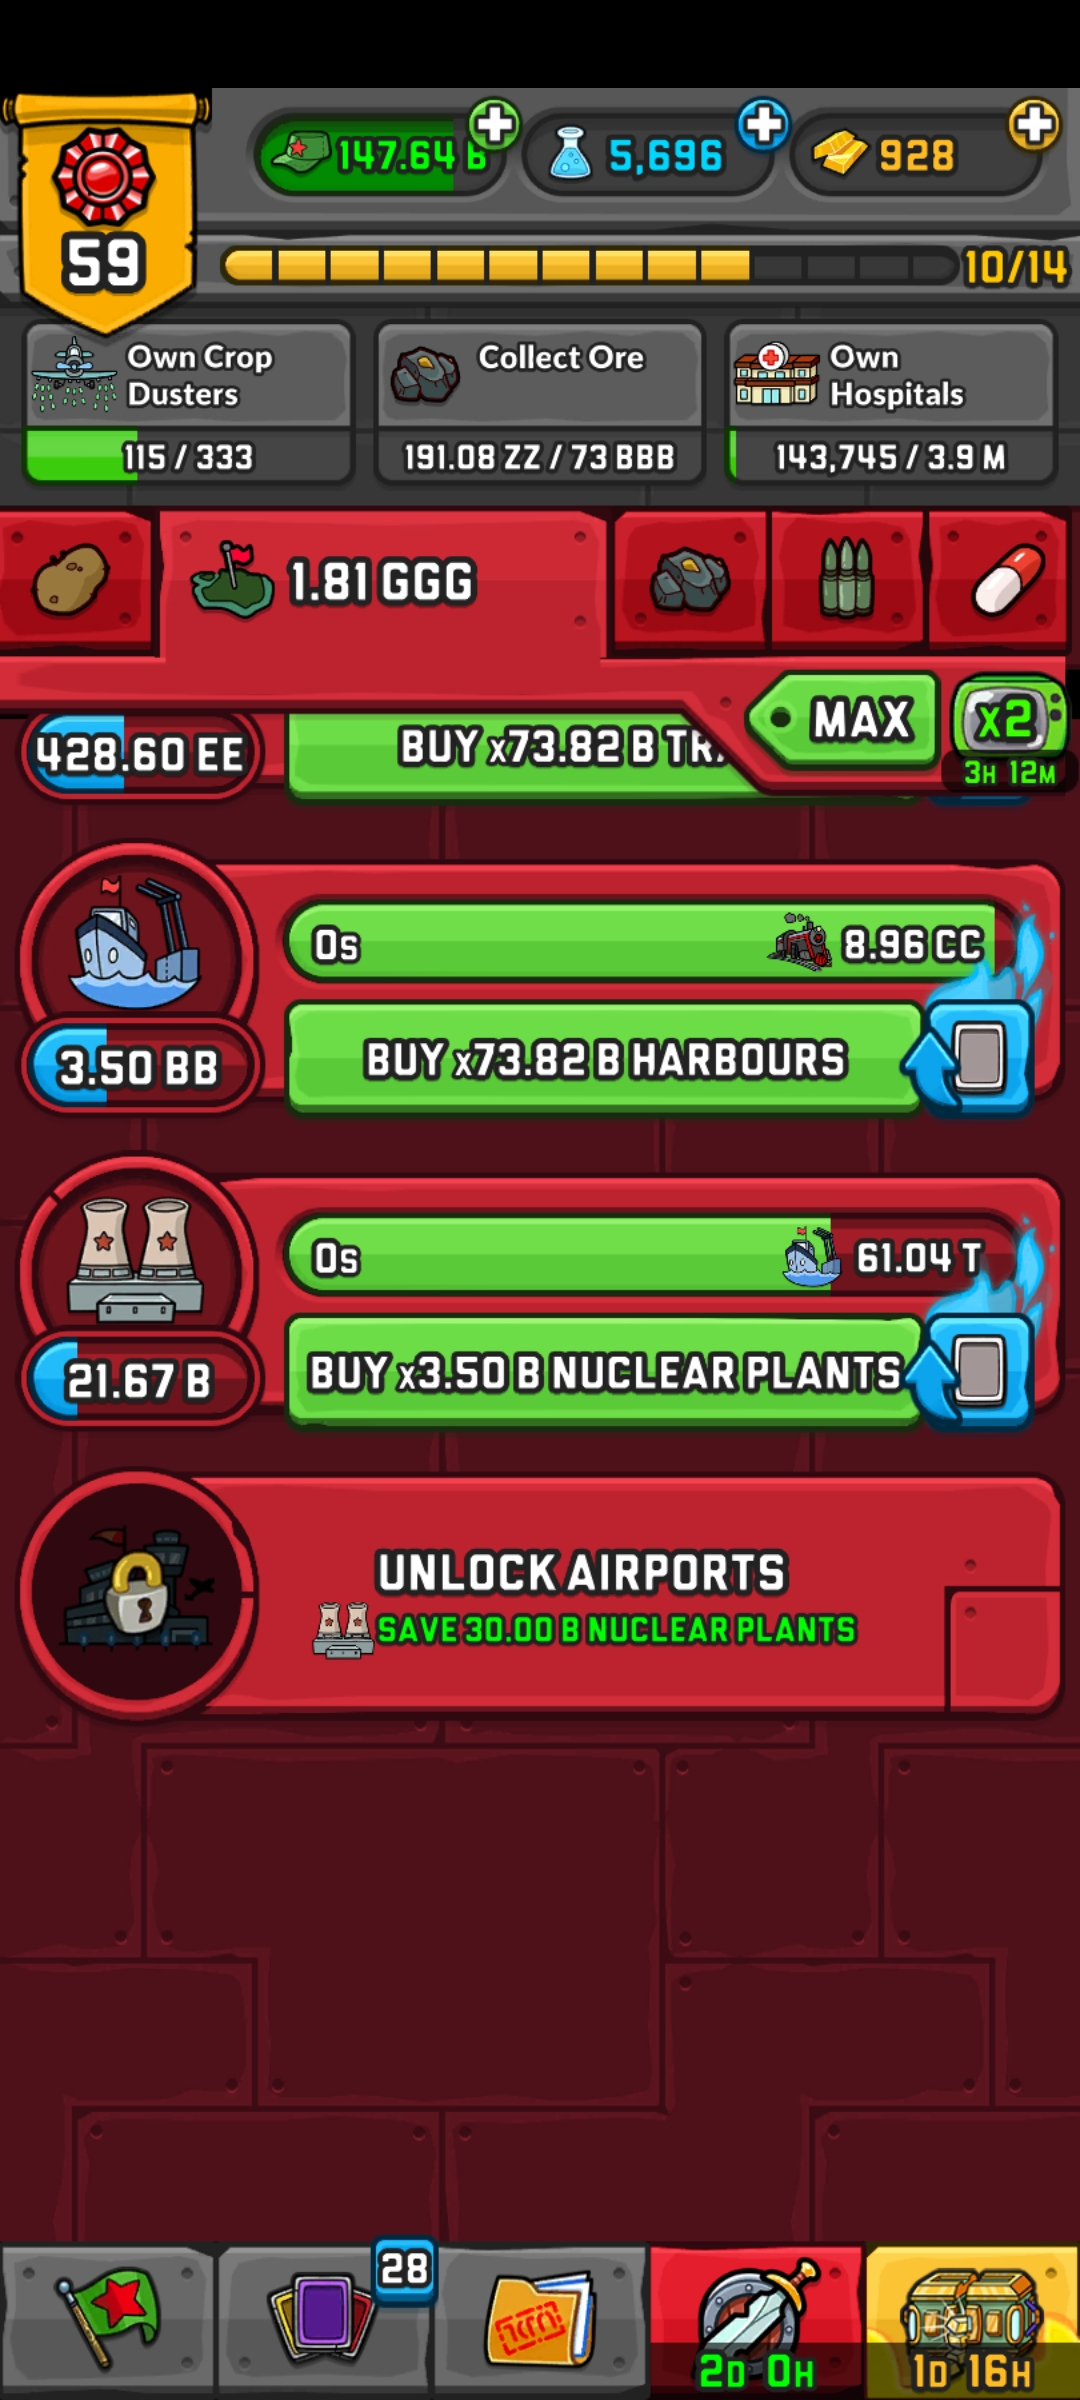 59
147.64 B
5,696
928
10/14
Own Crop
Dusters
115 / 333
Collect Ore
191.08 ZZ / 73 BBB
Own
Hospitals
143,745 / 3.9 M
1.81 GGG
MAX
x2
3H 12M
428.60 EE
BUY x73.82 B
0s
8.96 CC
3.50 BB
BUY x73.82 B HARBOURS
0s
61.04 T
21.67 B
BUY x3.50 B NUCLEAR PLANTS
UNLOCK AIRPORTS
SAVE 30.00 B NUCLEAR PLANTS
28
2D 0H
1D 16H